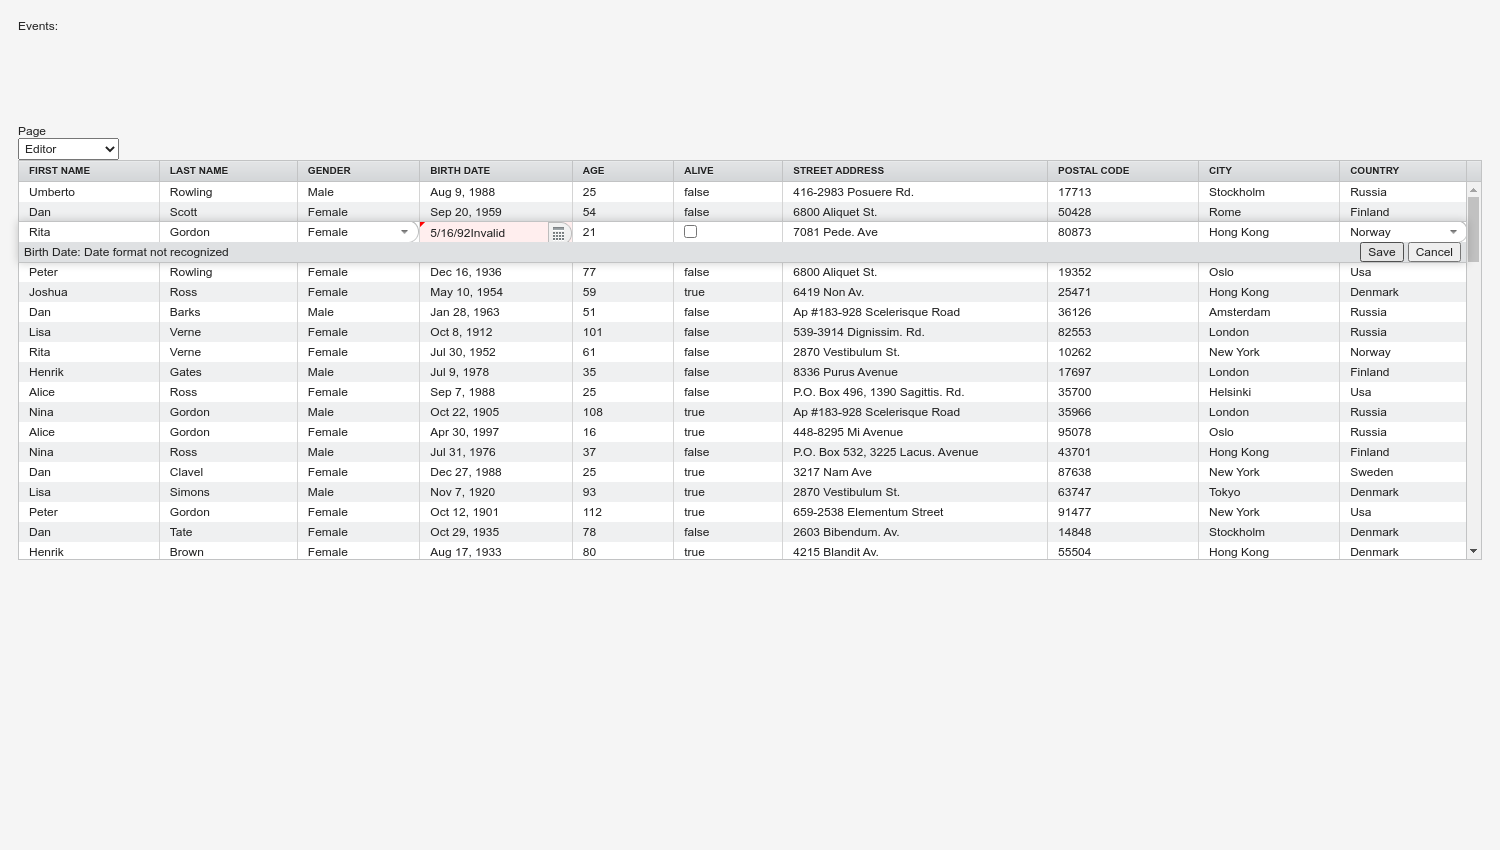 Events:
Page
Editor
FIRST NAME LAST NAME GENDER BIRTH DATE AGE ALIVE STREET ADDRESS POSTAL CODE CITY COUNTRY
Umberto Rowling Male Aug 9, 1988 25 false 416-2983 Posuere Rd. 17713 Stockholm Russia
Dan Scott Female Sep 20, 1959 54 false 6800 Aliquet St. 50428 Rome Finland
Rita Gordon Female 5/16/92Invalid 21 7081 Pede. Ave 80873 Hong Kong Norway
Birth Date: Date format not recognized Save Cancel
Peter Rowling Female Dec 16, 1936 77 false 6800 Aliquet St. 19352 Oslo Usa
Joshua Ross Female May 10, 1954 59 true 6419 Non Av. 25471 Hong Kong Denmark
Dan Barks Male Jan 28, 1963 51 false Ap #183-928 Scelerisque Road 36126 Amsterdam Russia
Lisa Verne Female Oct 8, 1912 101 false 539-3914 Dignissim. Rd. 82553 London Russia
Rita Verne Female Jul 30, 1952 61 false 2870 Vestibulum St. 10262 New York Norway
Henrik Gates Male Jul 9, 1978 35 false 8336 Purus Avenue 17697 London Finland
Alice Ross Female Sep 7, 1988 25 false P.O. Box 496, 1390 Sagittis. Rd. 35700 Helsinki Usa
Nina Gordon Male Oct 22, 1905 108 true Ap #183-928 Scelerisque Road 35966 London Russia
Alice Gordon Female Apr 30, 1997 16 true 448-8295 Mi Avenue 95078 Oslo Russia
Nina Ross Male Jul 31, 1976 37 false P.O. Box 532, 3225 Lacus. Avenue 43701 Hong Kong Finland
Dan Clavel Female Dec 27, 1988 25 true 3217 Nam Ave 87638 New York Sweden
Lisa Simons Male Nov 7, 1920 93 true 2870 Vestibulum St. 63747 Tokyo Denmark
Peter Gordon Female Oct 12, 1901 112 true 659-2538 Elementum Street 91477 New York Usa
Dan Tate Female Oct 29, 1935 78 false 2603 Bibendum. Av. 14848 Stockholm Denmark
Henrik Brown Female Aug 17, 1933 80 true 4215 Blandit Av. 55504 Hong Kong Denmark